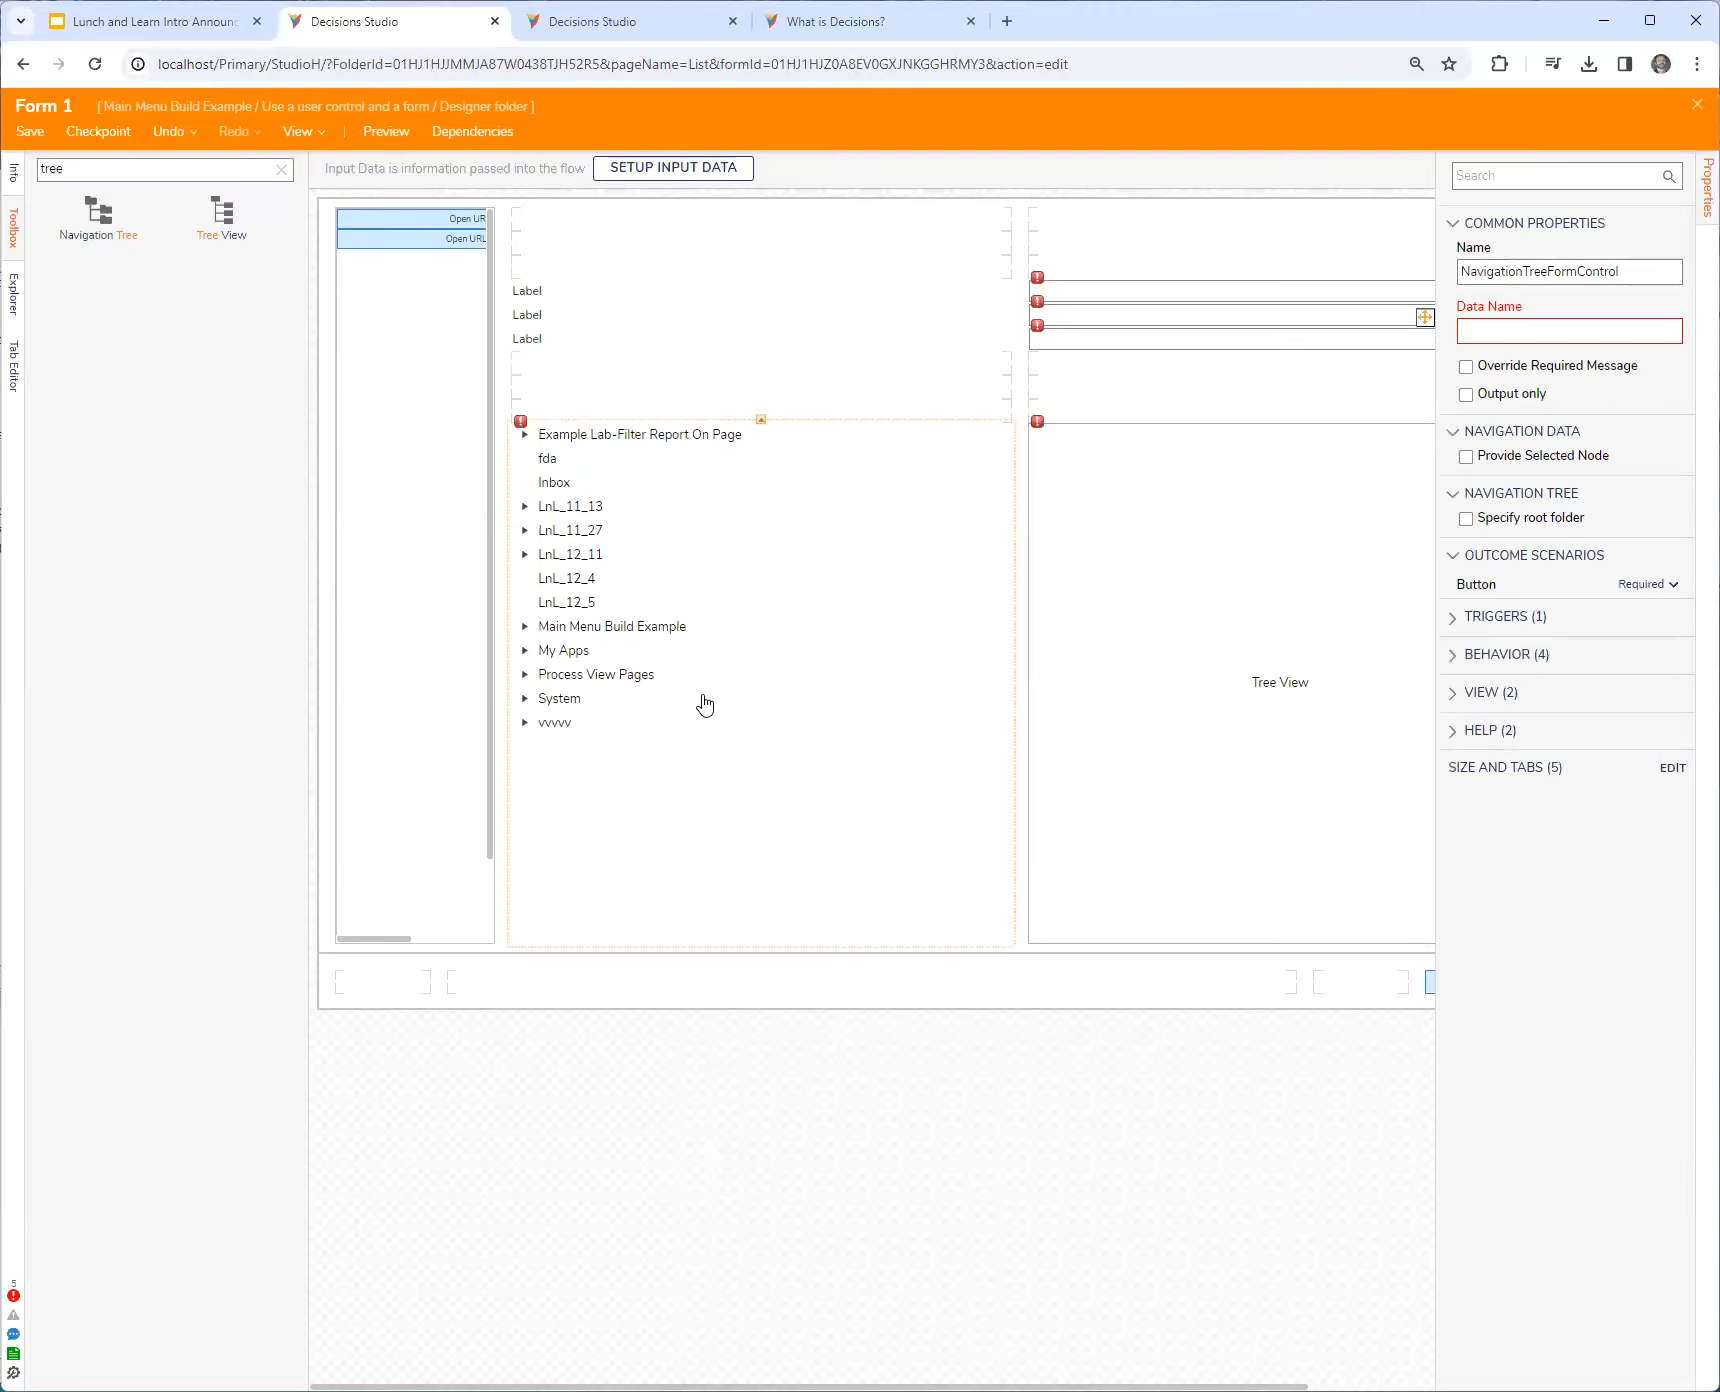 Lunch and Learn Intro Announc
Decisions Studio
Decisions Studio
What is Decisions?
localhost/Primary/StudioH/?FolderId=01HJ1HJJMMJA87W0438TJH52R5&pageName=List&formId=01HJ1HJZ0A8EV0GXJNKGGHRMY3&action=edit
Form 1 [ Main Menu Build Example / Use a user control and a form / Designer folder ]
Save Checkpoint Undo Redo View | Preview Dependencies
Info
Toolbox
Explorer
Tab Editor
tree
Navigation Tree
Tree View
Input Data is information passed into the flow
SETUP INPUT DATA
Open UR
Open URL
Label
Label
Label
Example Lab-Filter Report On Page
fda
Inbox
LnL_11_13
LnL_11_27
LnL_12_11
LnL_12_4
LnL_12_5
Main Menu Build Example
My Apps
Process View Pages
System
vvvvv
Tree View
Properties
Search
COMMON PROPERTIES
Name
NavigationTreeFormControl
Data Name
Override Required Message
Output only
NAVIGATION DATA
Provide Selected Node
NAVIGATION TREE
Specify root folder
OUTCOME SCENARIOS
Button Required
TRIGGERS (1)
BEHAVIOR (4)
VIEW (2)
HELP (2)
SIZE AND TABS (5) EDIT
5